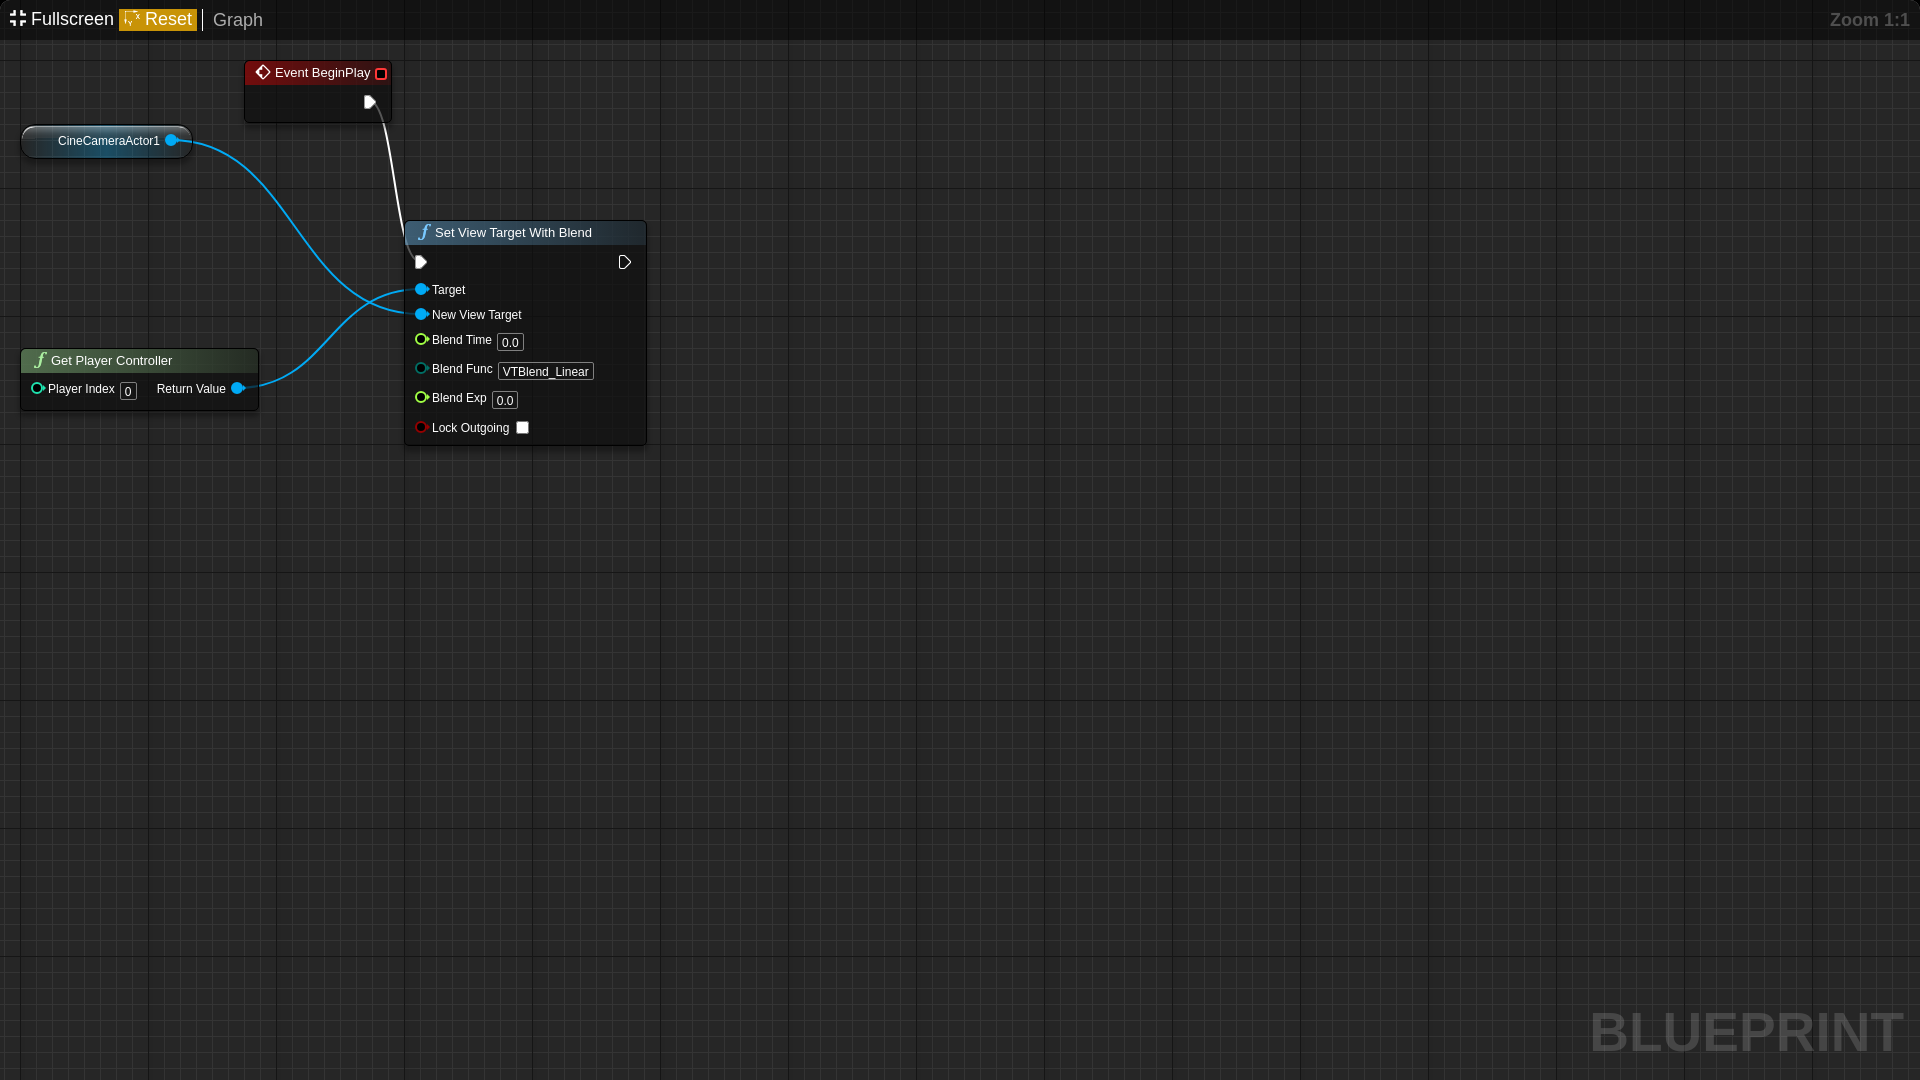 Fullscreen Reset Graph
Zoom 1:1
Event BeginPlay
CineCameraActor1
Set View Target With Blend
Target
New View Target
Blend Time 0.0
Blend Func VTBlend_Linear
Blend Exp 0.0
Lock Outgoing
Get Player Controller
Player Index 0 Return Value
BLUEPRINT